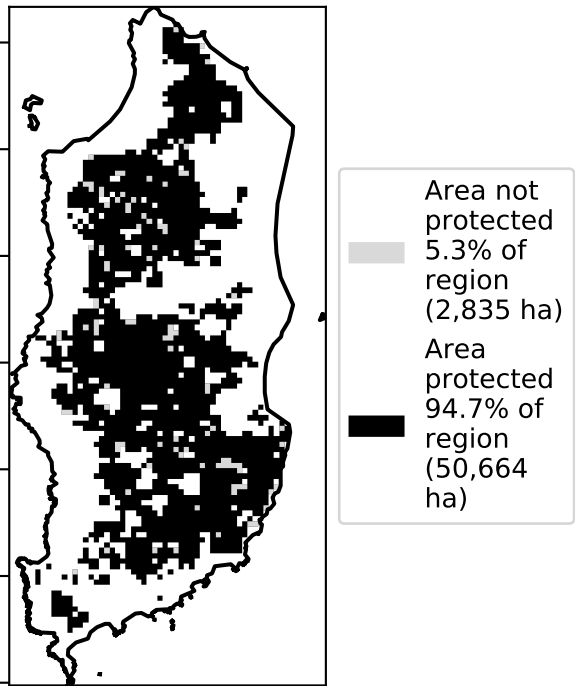 Area not
protected
5.3% of
region
(2,835 ha)
Area
protected
94.7% of
region
(50,664
ha)